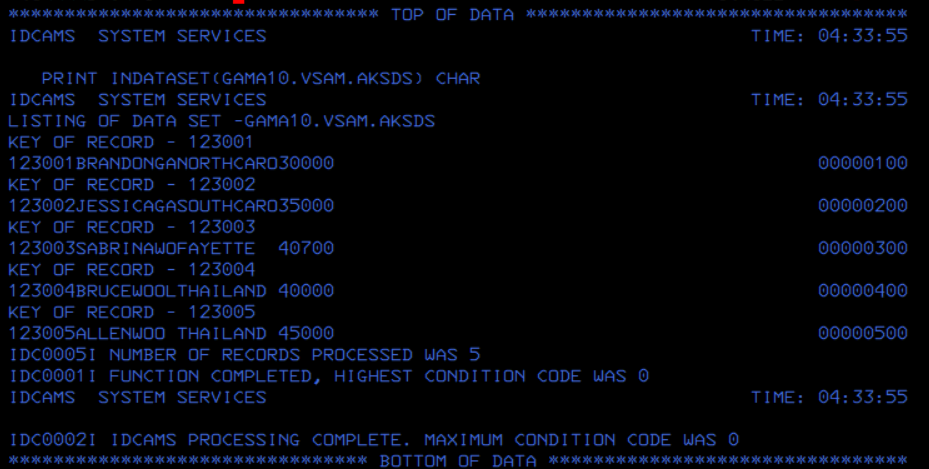 ********************************* TOP OF DATA **********************************
IDCAMS  SYSTEM SERVICES                                           TIME: 04:33:55
   PRINT INDATASET(GAMA10.VSAM.AKSDS) CHAR
IDCAMS  SYSTEM SERVICES                                           TIME: 04:33:55
LISTING OF DATA SET -GAMA10.VSAM.AKSDS
KEY OF RECORD - 123001
123001BRANDONGANORTHCARO30000                                           00000100
KEY OF RECORD - 123002
123002JESSICAGASOUTHCARO35000                                           00000200
KEY OF RECORD - 123003
123003SABRINAWOFAYETTE  40700                                           00000300
KEY OF RECORD - 123004
123004BRUCEWOOLTHAILAND 40000                                           00000400
KEY OF RECORD - 123005
123005ALLENWOO THAILAND 45000                                           00000500
IDC0005I NUMBER OF RECORDS PROCESSED WAS 5
IDC0001I FUNCTION COMPLETED, HIGHEST CONDITION CODE WAS 0
IDCAMS  SYSTEM SERVICES                                           TIME: 04:33:55
IDC0002I IDCAMS PROCESSING COMPLETE. MAXIMUM CONDITION CODE WAS 0
******************************** BOTTOM OF DATA ********************************